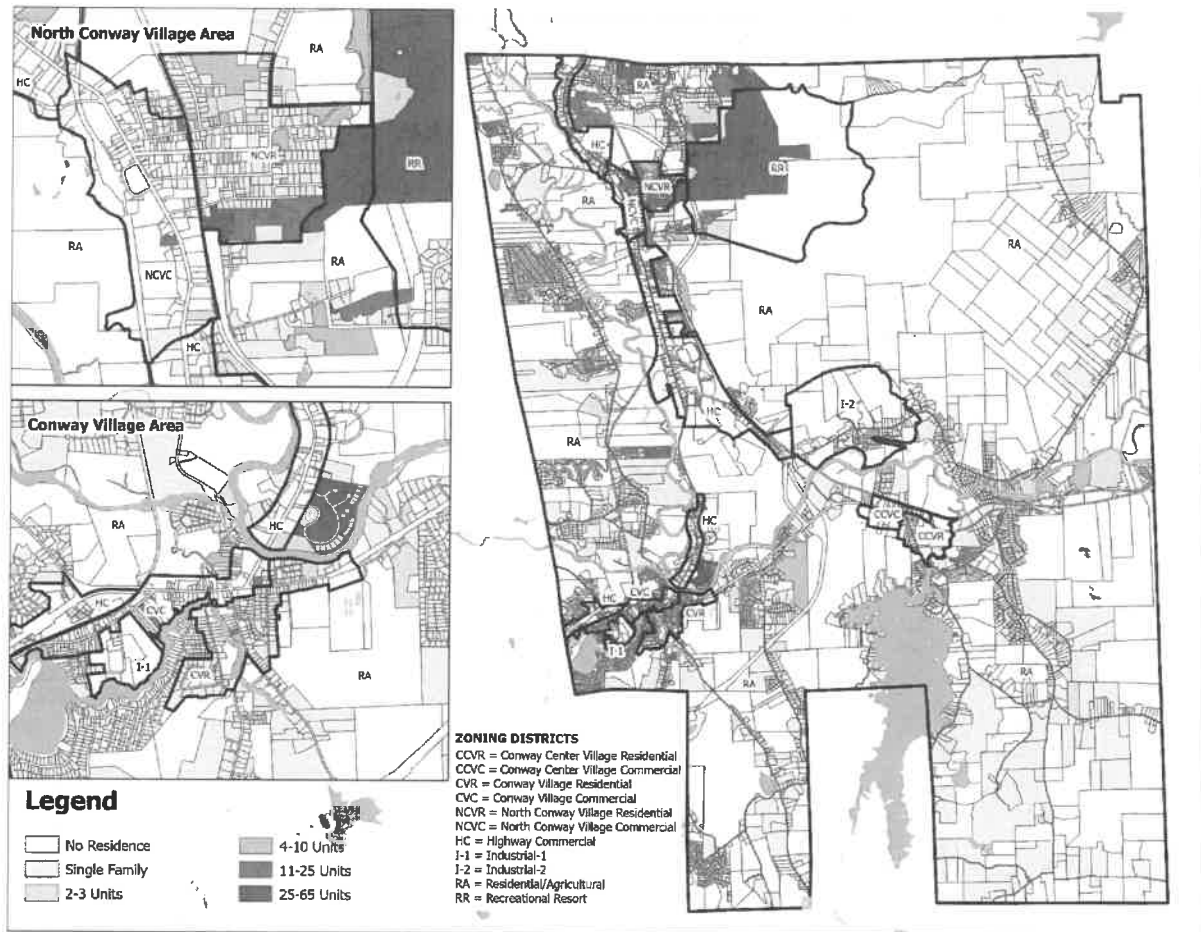 North Conway Village Area
RA
HC
NCVR
RR
RA
RA
NCVC
HC
Conway Village Area
RA
HC
HC
CVC
I-1
CVR
RA
RA
HC
RR
NCVR
RA
NCVC
RA
RA
I-2
HC
RA
HC
CCVC
CCVR
HC
CVC
CVR
I-1
RA
RA
ZONING DISTRICTS
CCVR = Conway Center Village Residential
CCVC = Conway Center Village Commercial
CVR = Conway Village Residential
CVC = Conway Village Commercial
NCVR = North Conway Village Residential
NCVC = North Conway Village Commercial
HC = Highway Commercial
I-1 = Industrial-1
I-2 = Industrial-2
RA = Residential/Agricultural
RR = Recreational Resort
Legend
No Residence
Single Family
2-3 Units
4-10 Units
11-25 Units
25-65 Units